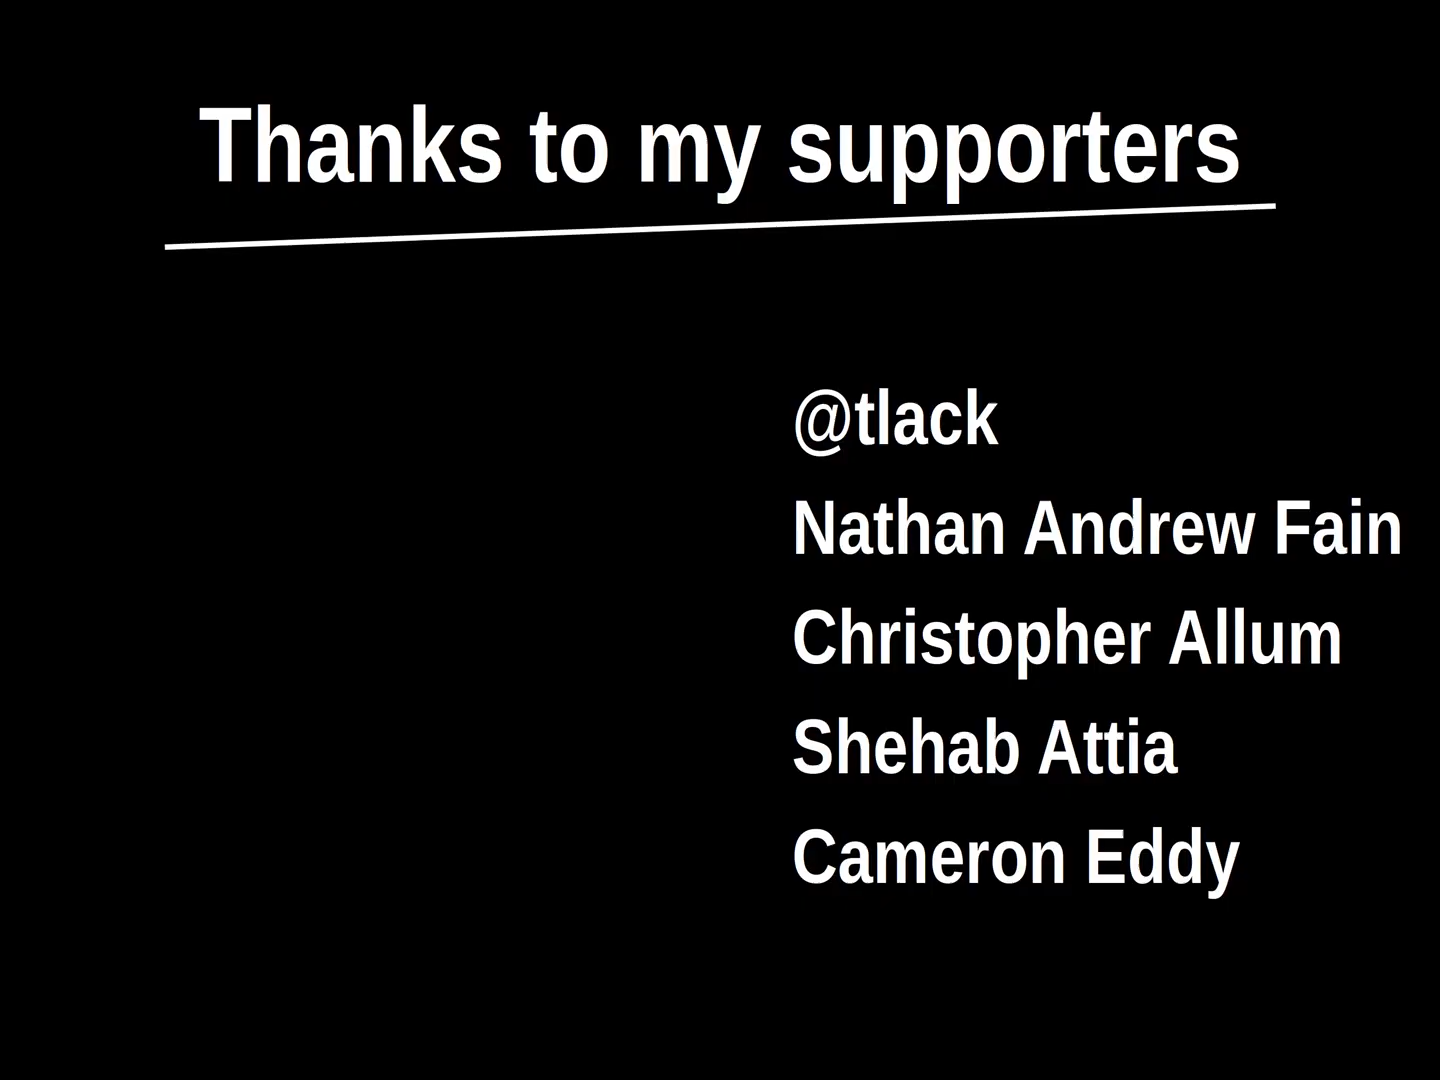 Thanks to my supporters
@tlack
Nathan Andrew Fain
Christopher Allum
Shehab Attia
Cameron Eddy